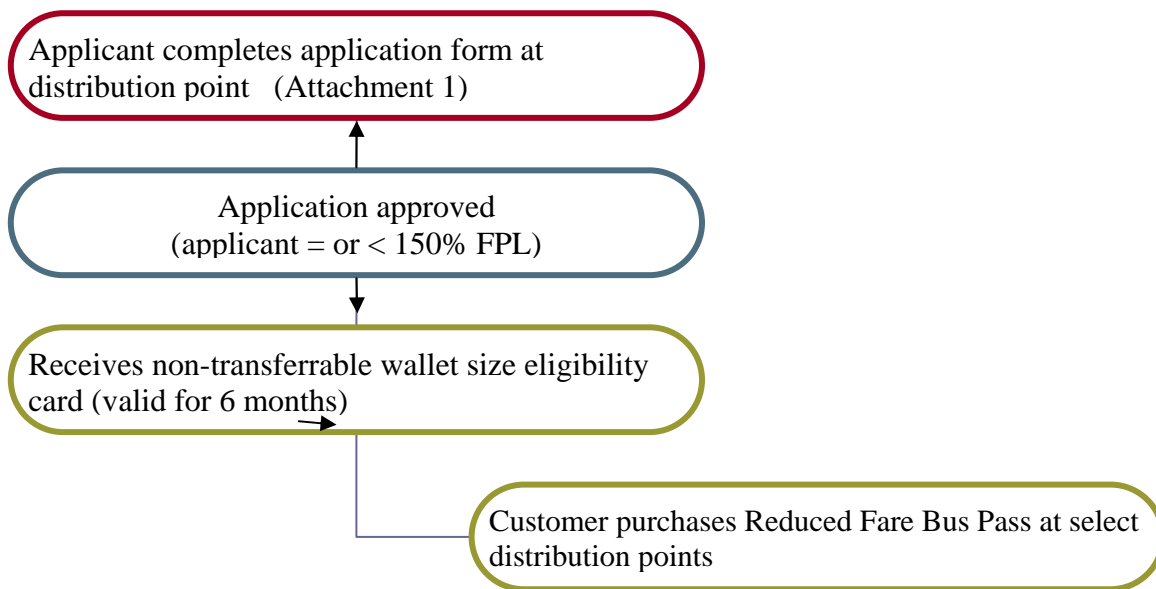 Applicant completes application form at
distribution point (Attachment 1)
Application approved
(applicant = or < 150% FPL)
Receives non-transferrable wallet size eligibility
card (valid for 6 months)
Customer purchases Reduced Fare Bus Pass at select
distribution points